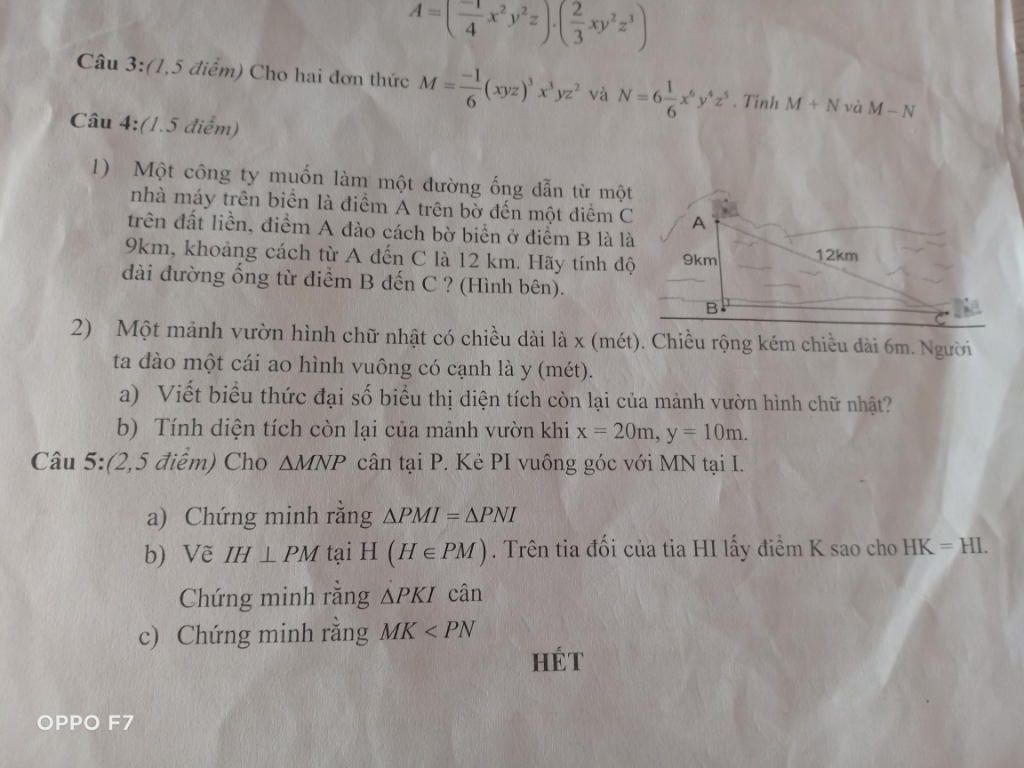 A = (-1/4 x²y²z).(2/3 xy²z³)
Câu 3:(1,5 điểm) Cho hai đơn thức M = -1/6 (xyz)³ x³yz² và N = 6 1/6 x⁶y⁴z⁵. Tính M + N và M – N
Câu 4:(1.5 điểm)
1) Một công ty muốn làm một đường ống dẫn từ một
nhà máy trên biển là điểm A trên bờ đến một điểm C
trên đất liền, điểm A đảo cách bờ biển ở điểm B là là
9km, khoảng cách từ A đến C là 12 km. Hãy tính độ
dài đường ống từ điểm B đến C ? (Hình bên).
A
9km
12km
B
C
2) Một mảnh vườn hình chữ nhật có chiều dài là x (mét). Chiều rộng kém chiều dài 6m. Người
ta đào một cái ao hình vuông có cạnh là y (mét).
a) Viết biểu thức đại số biểu thị diện tích còn lại của mảnh vườn hình chữ nhật?
b) Tính diện tích còn lại của mảnh vườn khi x = 20m, y = 10m.
Câu 5:(2,5 điểm) Cho ΔMNP cân tại P. Kẻ PI vuông góc với MN tại I.
a) Chứng minh rằng ΔPMI = ΔPNI
b) Vẽ IH ⊥ PM tại H (H ∈ PM). Trên tia đối của tia HI lấy điểm K sao cho HK = HI.
Chứng minh rằng ΔPKI cân
c) Chứng minh rằng MK < PN
HẾT
OPPO F7